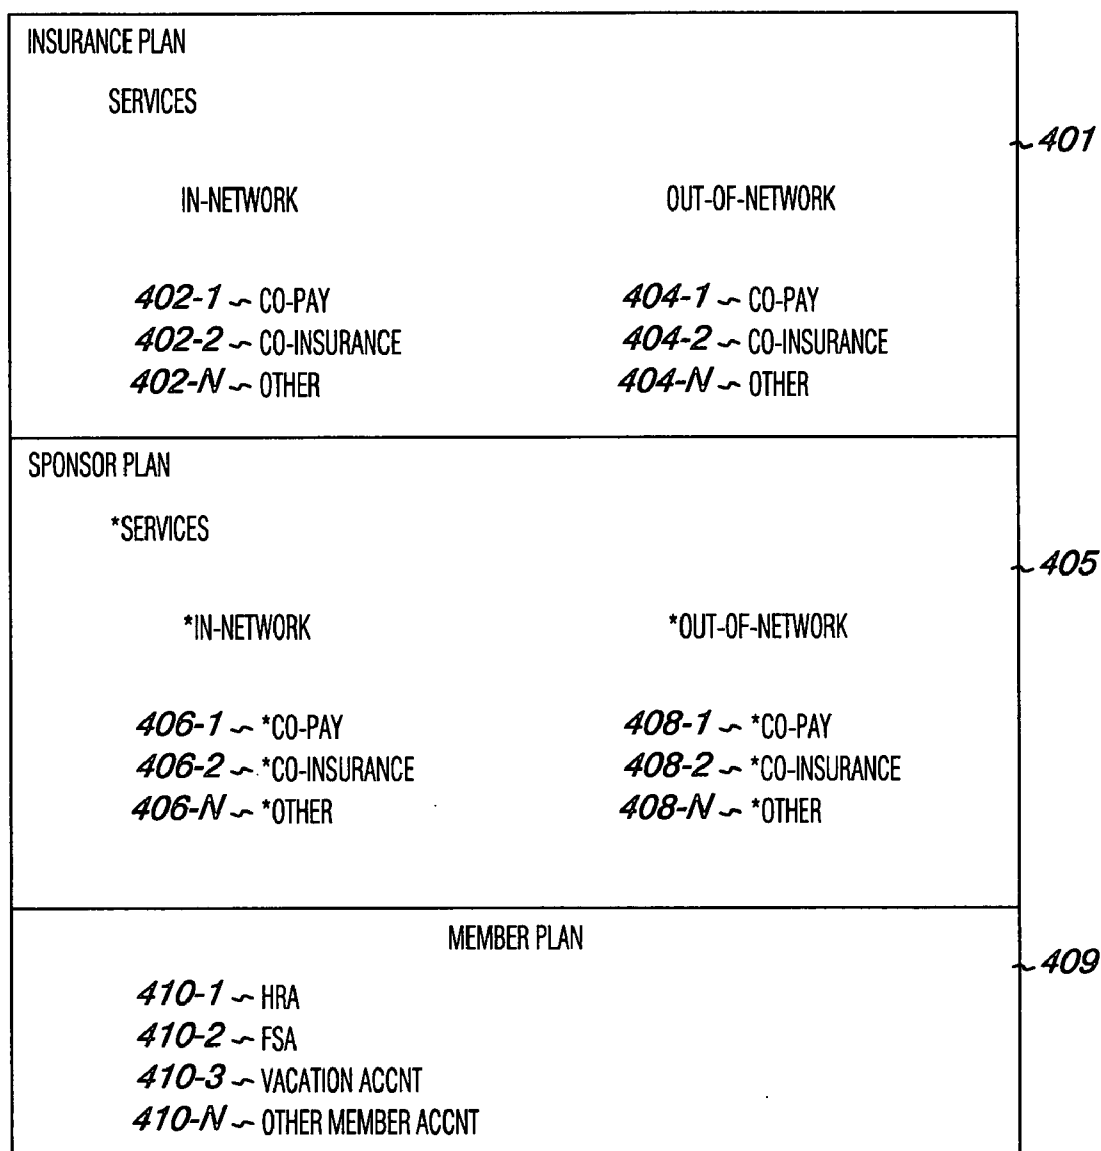 INSURANCE PLAN
SERVICES
401
IN-NETWORK OUT-OF-NETWORK
402-1 ~ CO-PAY 404-1 ~ CO-PAY
402-2 ~ CO-INSURANCE 404-2 ~ CO-INSURANCE
402-N ~ OTHER 404-N ~ OTHER
SPONSOR PLAN
*SERVICES
405
*IN-NETWORK *OUT-OF-NETWORK
406-1 ~ *CO-PAY 408-1 ~ *CO-PAY
406-2 ~ *CO-INSURANCE 408-2 ~ *CO-INSURANCE
406-N ~ *OTHER 408-N ~ *OTHER
MEMBER PLAN
409
410-1 ~ HRA
410-2 ~ FSA
410-3 ~ VACATION ACCNT
410-N ~ OTHER MEMBER ACCNT